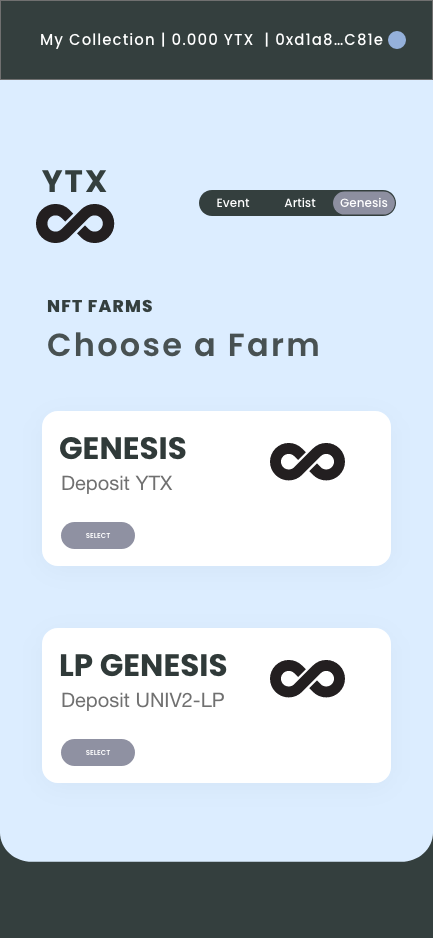 My Collection | 0.000 YTX | 0xd1a8...C81e
YTX
Event Artist Genesis
NFT FARMS
Choose a Farm
GENESIS
Deposit YTX
SELECT
LP GENESIS
Deposit UNIV2-LP
SELECT